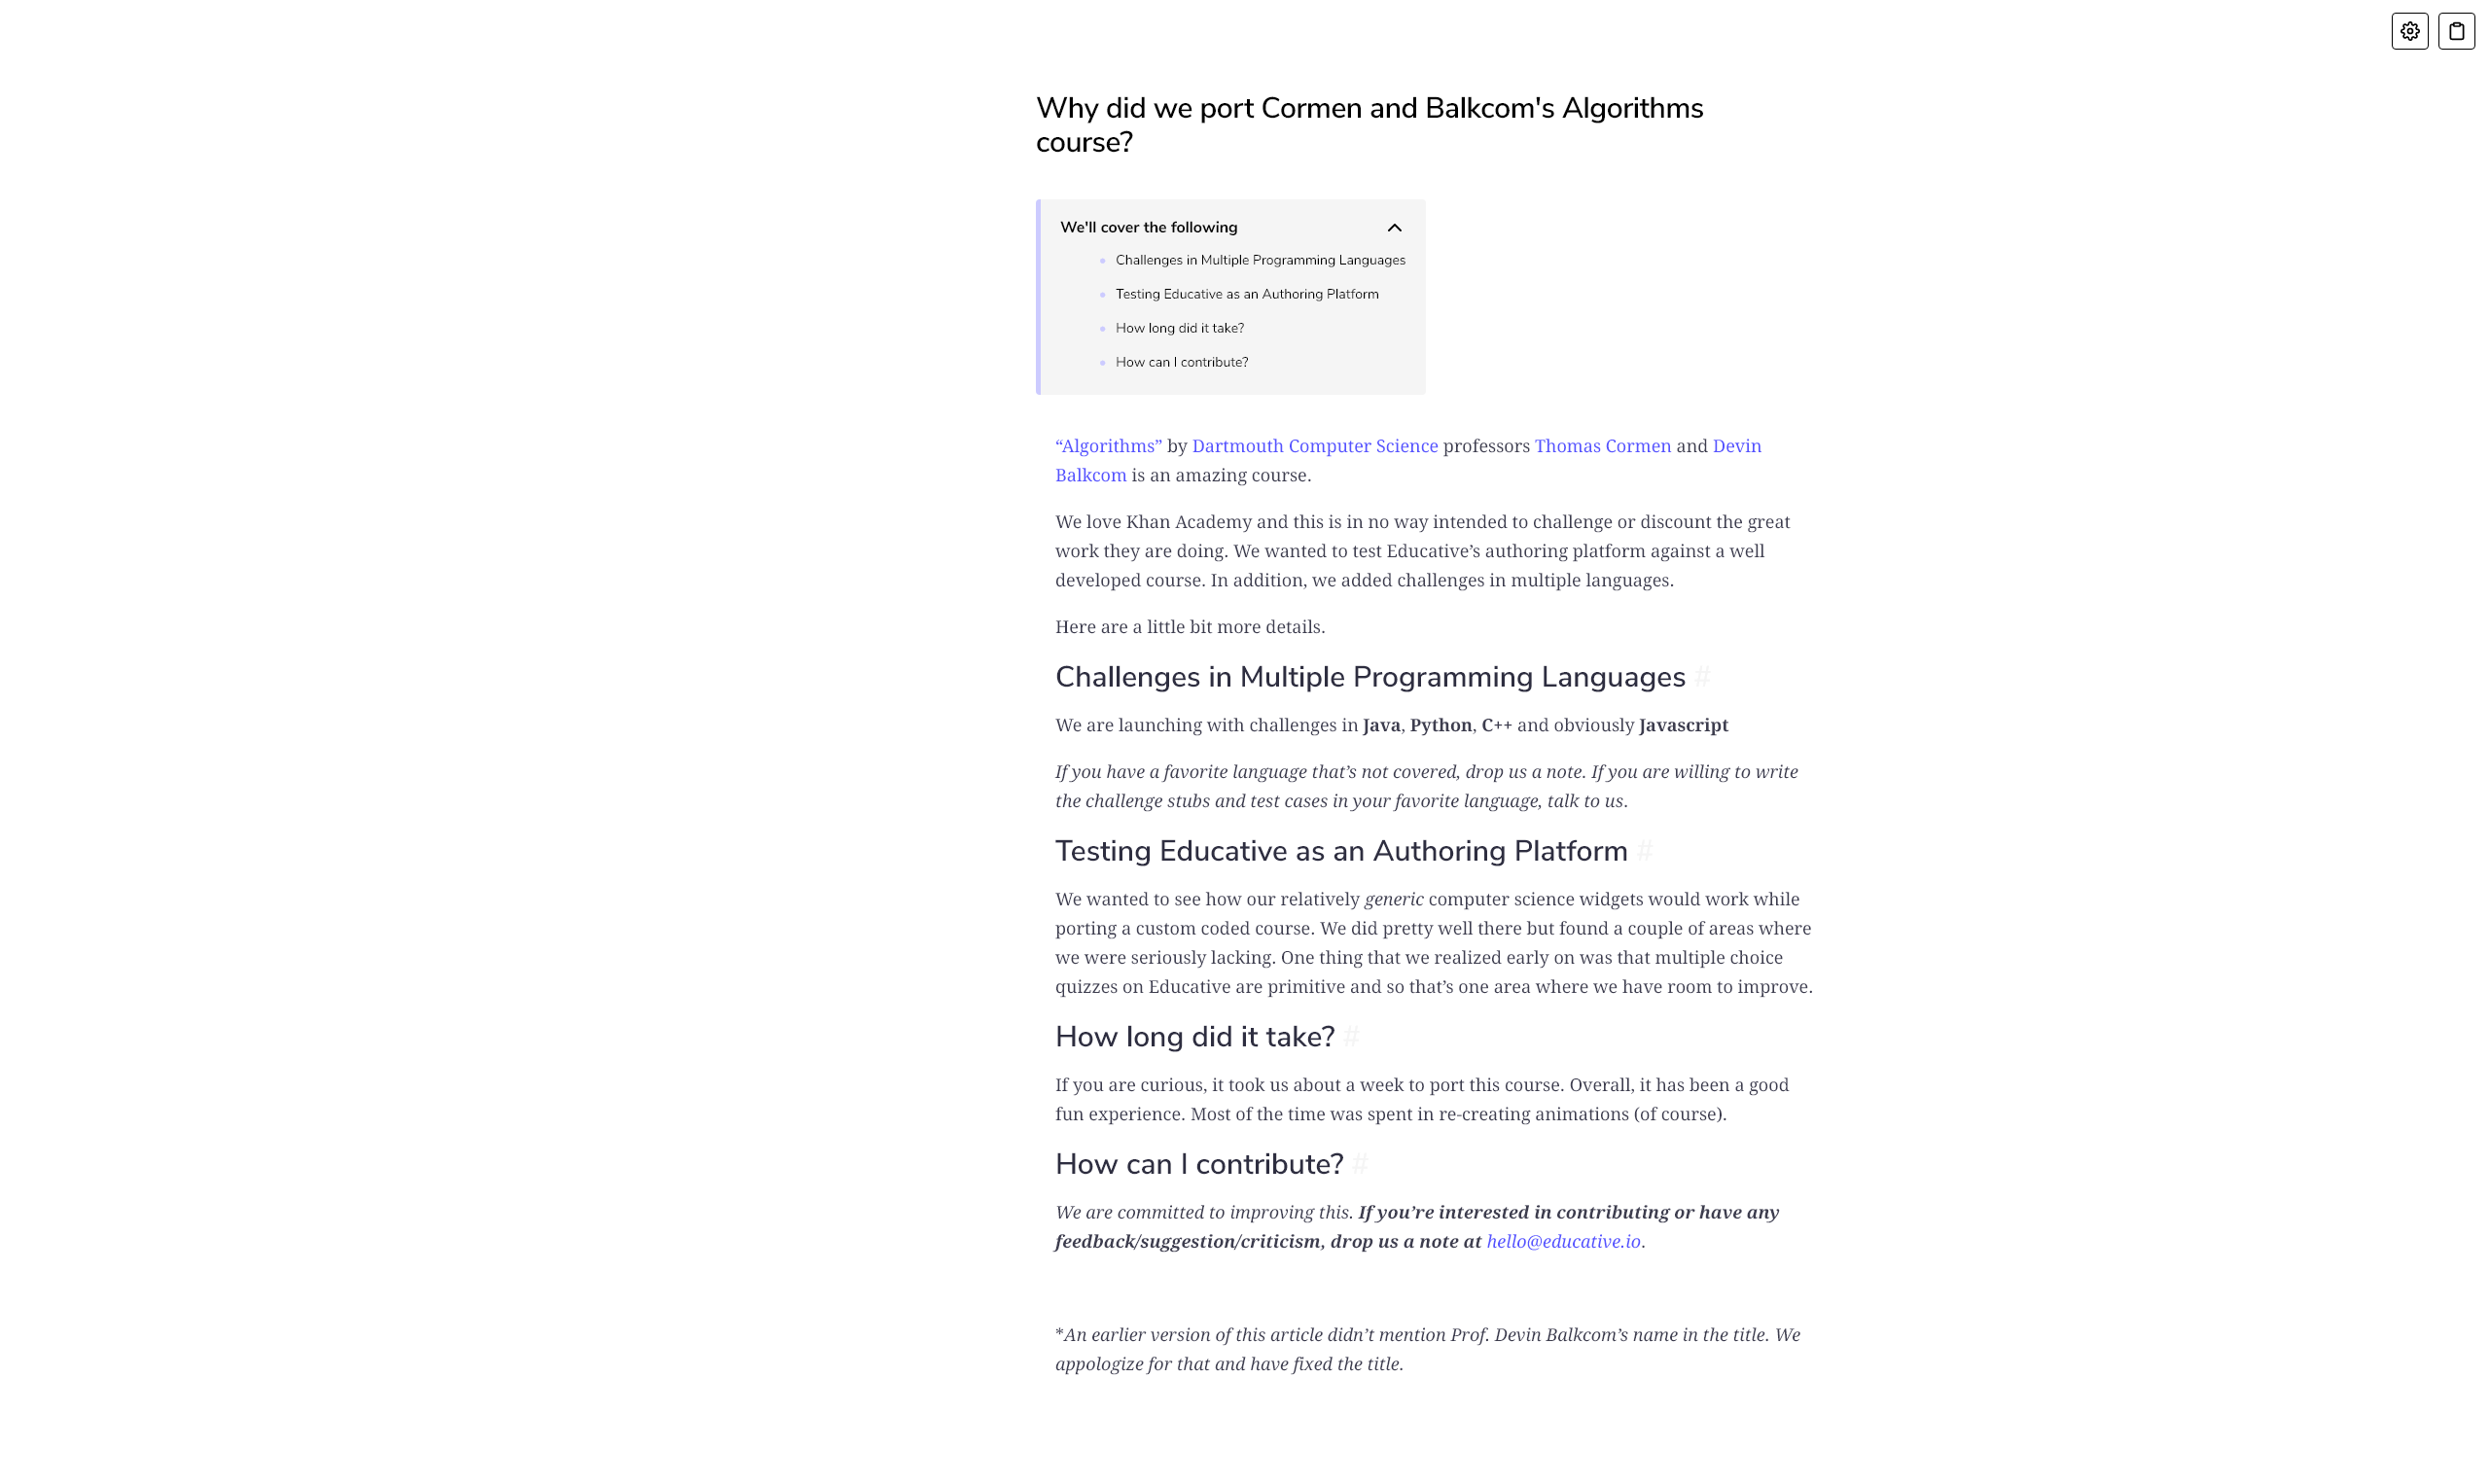 Why did we port Cormen and Balkcom's Algorithms
course?
We'll cover the following
Challenges in Multiple Programming Languages
Testing Educative as an Authoring Platform
How long did it take?
How can I contribute?
“Algorithms” by Dartmouth Computer Science professors Thomas Cormen and Devin
Balkcom is an amazing course.
We love Khan Academy and this is in no way intended to challenge or discount the great
work they are doing. We wanted to test Educative’s authoring platform against a well
developed course. In addition, we added challenges in multiple languages.
Here are a little bit more details.
Challenges in Multiple Programming Languages #
We are launching with challenges in Java, Python, C++ and obviously Javascript
If you have a favorite language that’s not covered, drop us a note. If you are willing to write
the challenge stubs and test cases in your favorite language, talk to us.
Testing Educative as an Authoring Platform #
We wanted to see how our relatively generic computer science widgets would work while
porting a custom coded course. We did pretty well there but found a couple of areas where
we were seriously lacking. One thing that we realized early on was that multiple choice
quizzes on Educative are primitive and so that’s one area where we have room to improve.
How long did it take? #
If you are curious, it took us about a week to port this course. Overall, it has been a good
fun experience. Most of the time was spent in re-creating animations (of course).
How can I contribute? #
We are committed to improving this. If you’re interested in contributing or have any
feedback/suggestion/criticism, drop us a note at hello@educative.io.
*An earlier version of this article didn’t mention Prof. Devin Balkcom’s name in the title. We
appologize for that and have fixed the title.